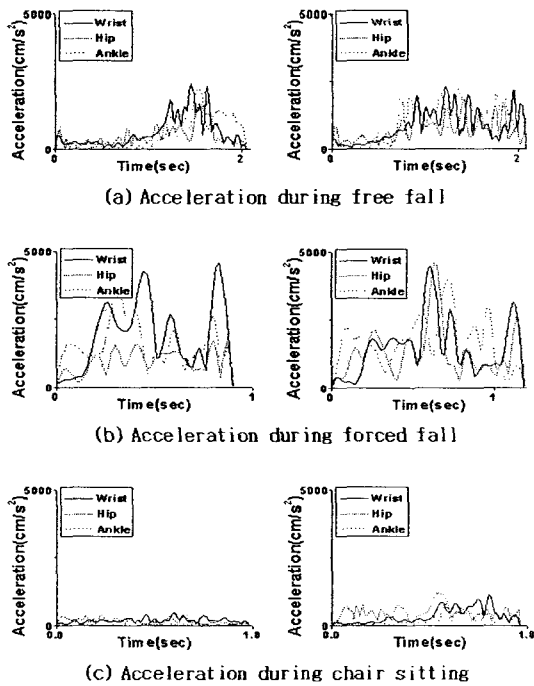 5000
Wrist
Hip
Ankle
Acceleration(cm/s²)
0
0
2
Time(sec)
5000
Wrist
Hip
Ankle
Acceleration(cm/s²)
0
0
2
Time(sec)
(a) Acceleration during free fall
5000
Wrist
Hip
Ankle
Acceleration(cm/s²)
0
0
1
Time(sec)
5000
Wrist
Hip
Ankle
Acceleration(cm/s²)
0
0
1
Time(sec)
(b) Acceleration during forced fall
5000
Wrist
Hip
Ankle
Acceleration(cm/s²)
0
0.0
Time(sec)
5000
Wrist
Hip
Ankle
Acceleration(cm/s²)
0
0.0
Time(sec)
(c) Acceleration during chair sitting